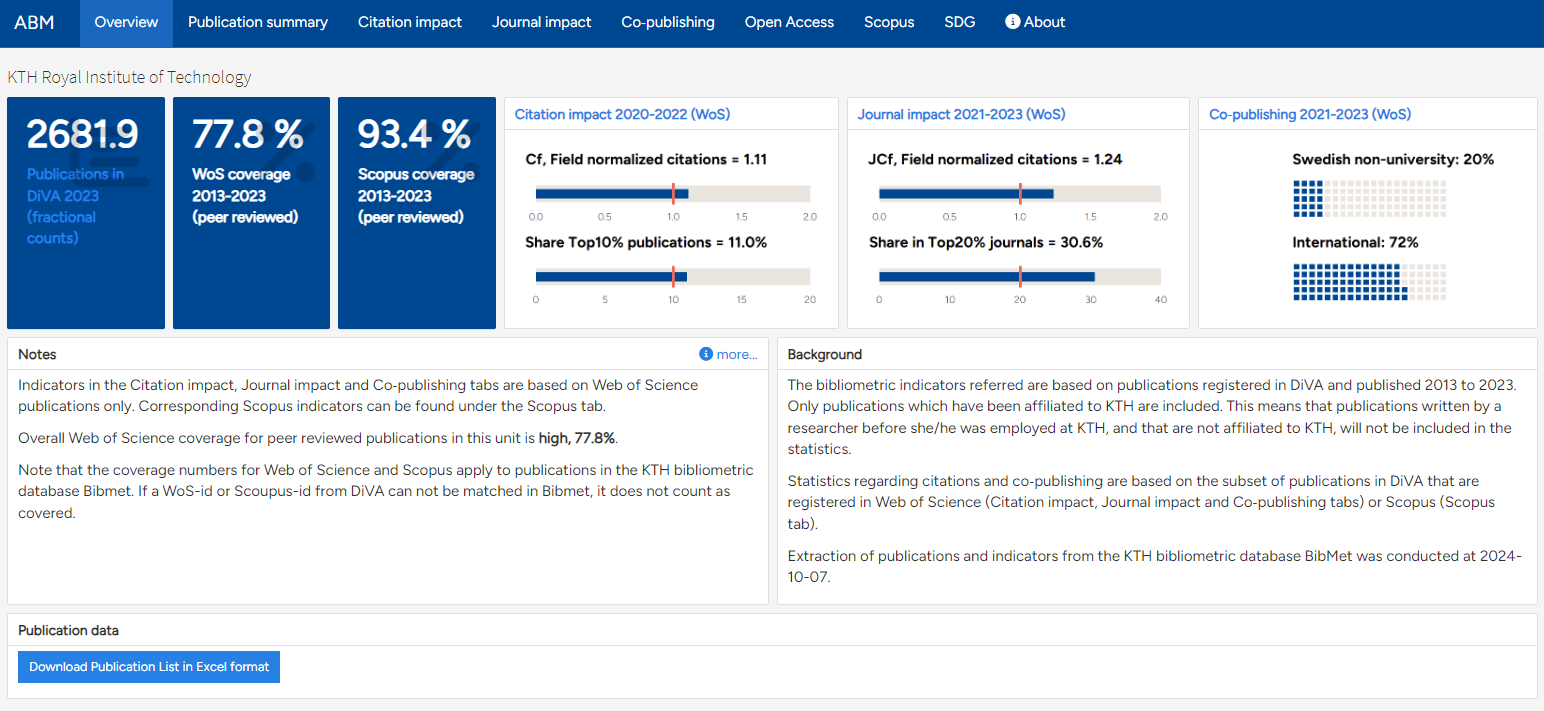 ABM Overview Publication summary Citation impact Journal impact Co-publishing Open Access Scopus SDG About
KTH Royal Institute of Technology
2681.9
Publications in
DiVA 2023
(fractional
counts)
77.8 %
WoS coverage
2013-2023
(peer reviewed)
93.4 %
Scopus coverage
2013-2023
(peer reviewed)
Citation impact 2020-2022 (WoS)
Cf, Field normalized citations = 1.11
0.0 0.5 1.0 1.5 2.0
Share Top10% publications = 11.0%
0 5 10 15 20
Journal impact 2021-2023 (WoS)
JCf, Field normalized citations = 1.24
0.0 0.5 1.0 1.5 2.0
Share in Top20% journals = 30.6%
0 10 20 30 40
Co-publishing 2021-2023 (WoS)
Swedish non-university: 20%
International: 72%
Notes
more...
Indicators in the Citation impact, Journal impact and Co-publishing tabs are based on Web of Science
publications only. Corresponding Scopus indicators can be found under the Scopus tab.
Overall Web of Science coverage for peer reviewed publications in this unit is high, 77.8%.
Note that the coverage numbers for Web of Science and Scopus apply to publications in the KTH bibliometric
database Bibmet. If a WoS-id or Scoupus-id from DiVA can not be matched in Bibmet, it does not count as
covered.
Background
The bibliometric indicators referred are based on publications registered in DiVA and published 2013 to 2023.
Only publications which have been affiliated to KTH are included. This means that publications written by a
researcher before she/he was employed at KTH, and that are not affiliated to KTH, will not be included in the
statistics.
Statistics regarding citations and co-publishing are based on the subset of publications in DiVA that are
registered in Web of Science (Citation impact, Journal impact and Co-publishing tabs) or Scopus (Scopus
tab).
Extraction of publications and indicators from the KTH bibliometric database BibMet was conducted at 2024-
10-07.
Publication data
Download Publication List in Excel format